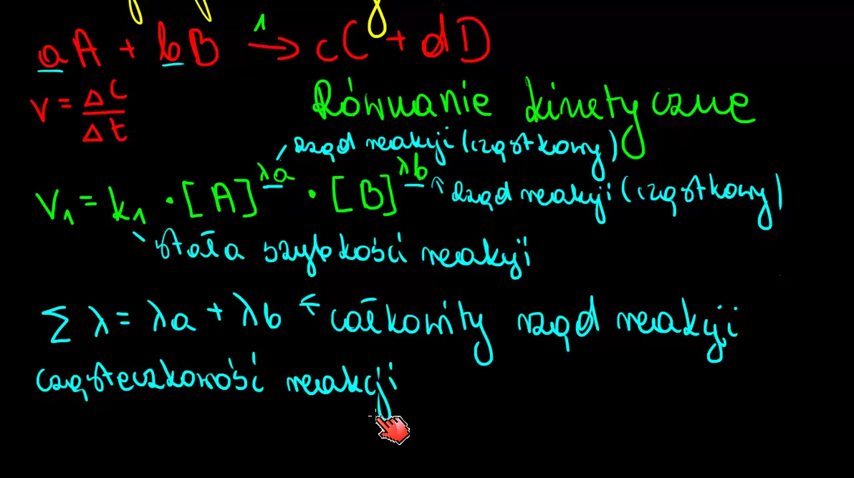 1
aA + bB → cC + dD
V = ΔC / Δt
Równanie kinetyczne
rząd reakcji (cząstkowy)
V₁ = k₁ · [A]^λa · [B]^λb
rząd reakcji (cząstkowy)
stała szybkości reakcji
Σ λ = λa + λb ← całkowity rząd reakcji
cząsteczkowość reakcji